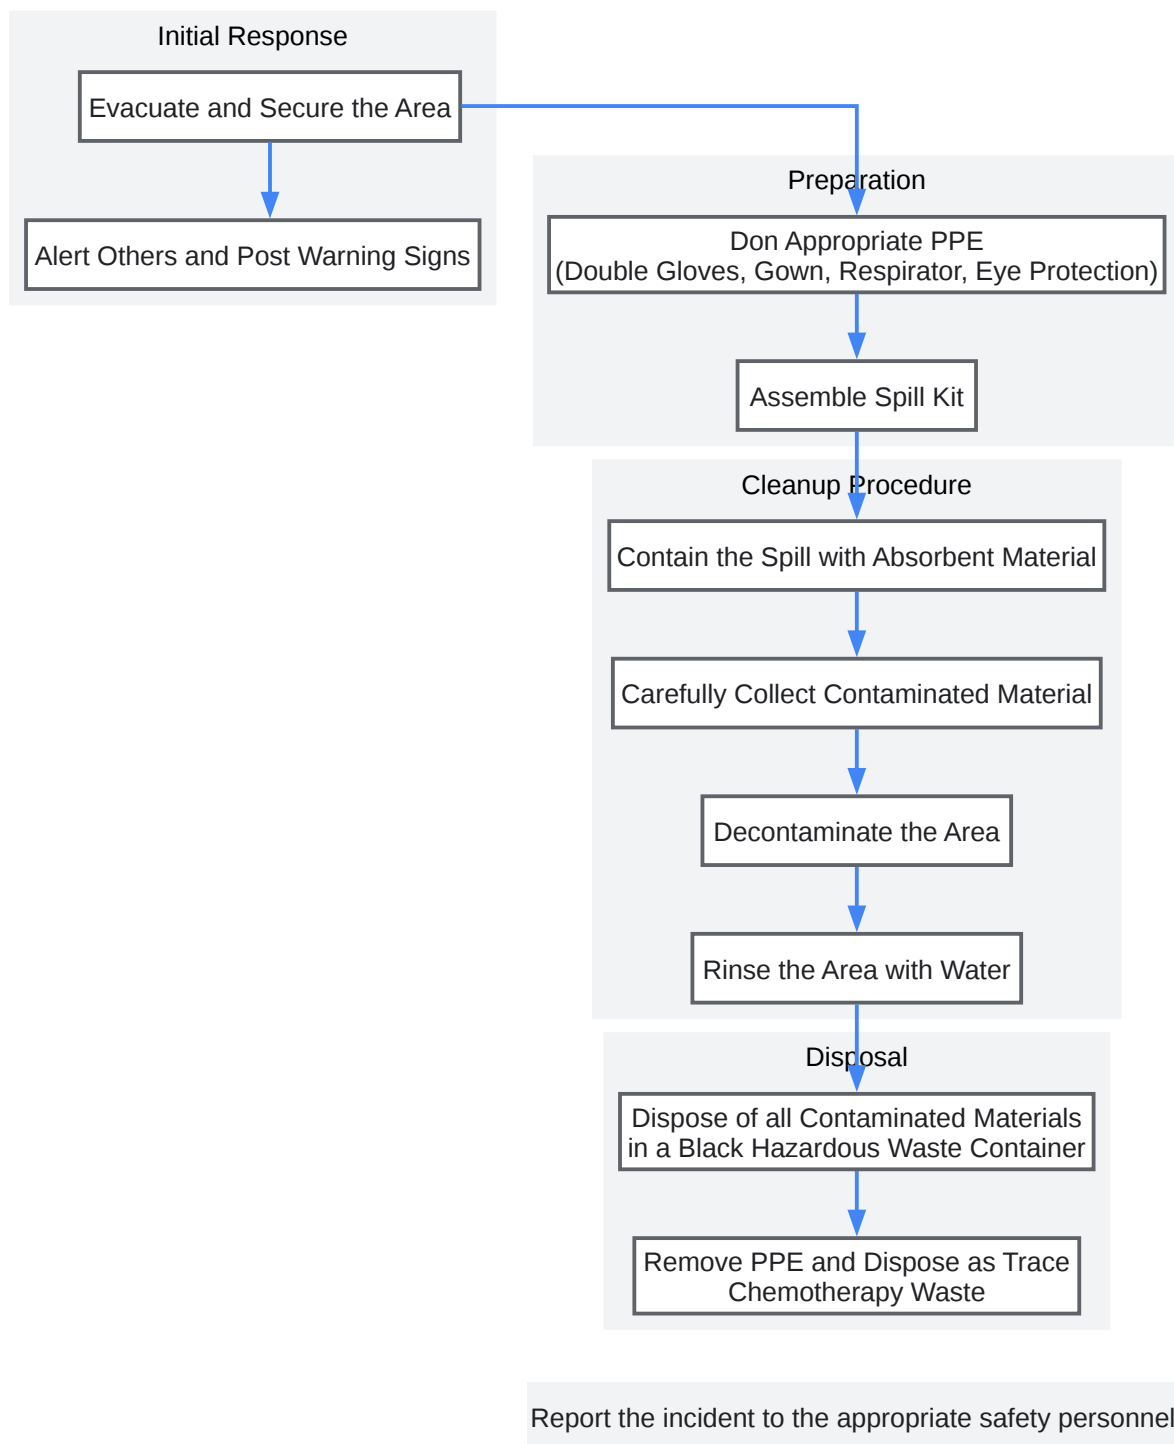 Initial Response
Evacuate and Secure the Area
Alert Others and Post Warning Signs
Preparation
Don Appropriate PPE
(Double Gloves, Gown, Respirator, Eye Protection)
Assemble Spill Kit
Cleanup Procedure
Contain the Spill with Absorbent Material
Carefully Collect Contaminated Material
Decontaminate the Area
Rinse the Area with Water
Disposal
Dispose of all Contaminated Materials
in a Black Hazardous Waste Container
Remove PPE and Dispose as Trace
Chemotherapy Waste
Report the incident to the appropriate safety personnel